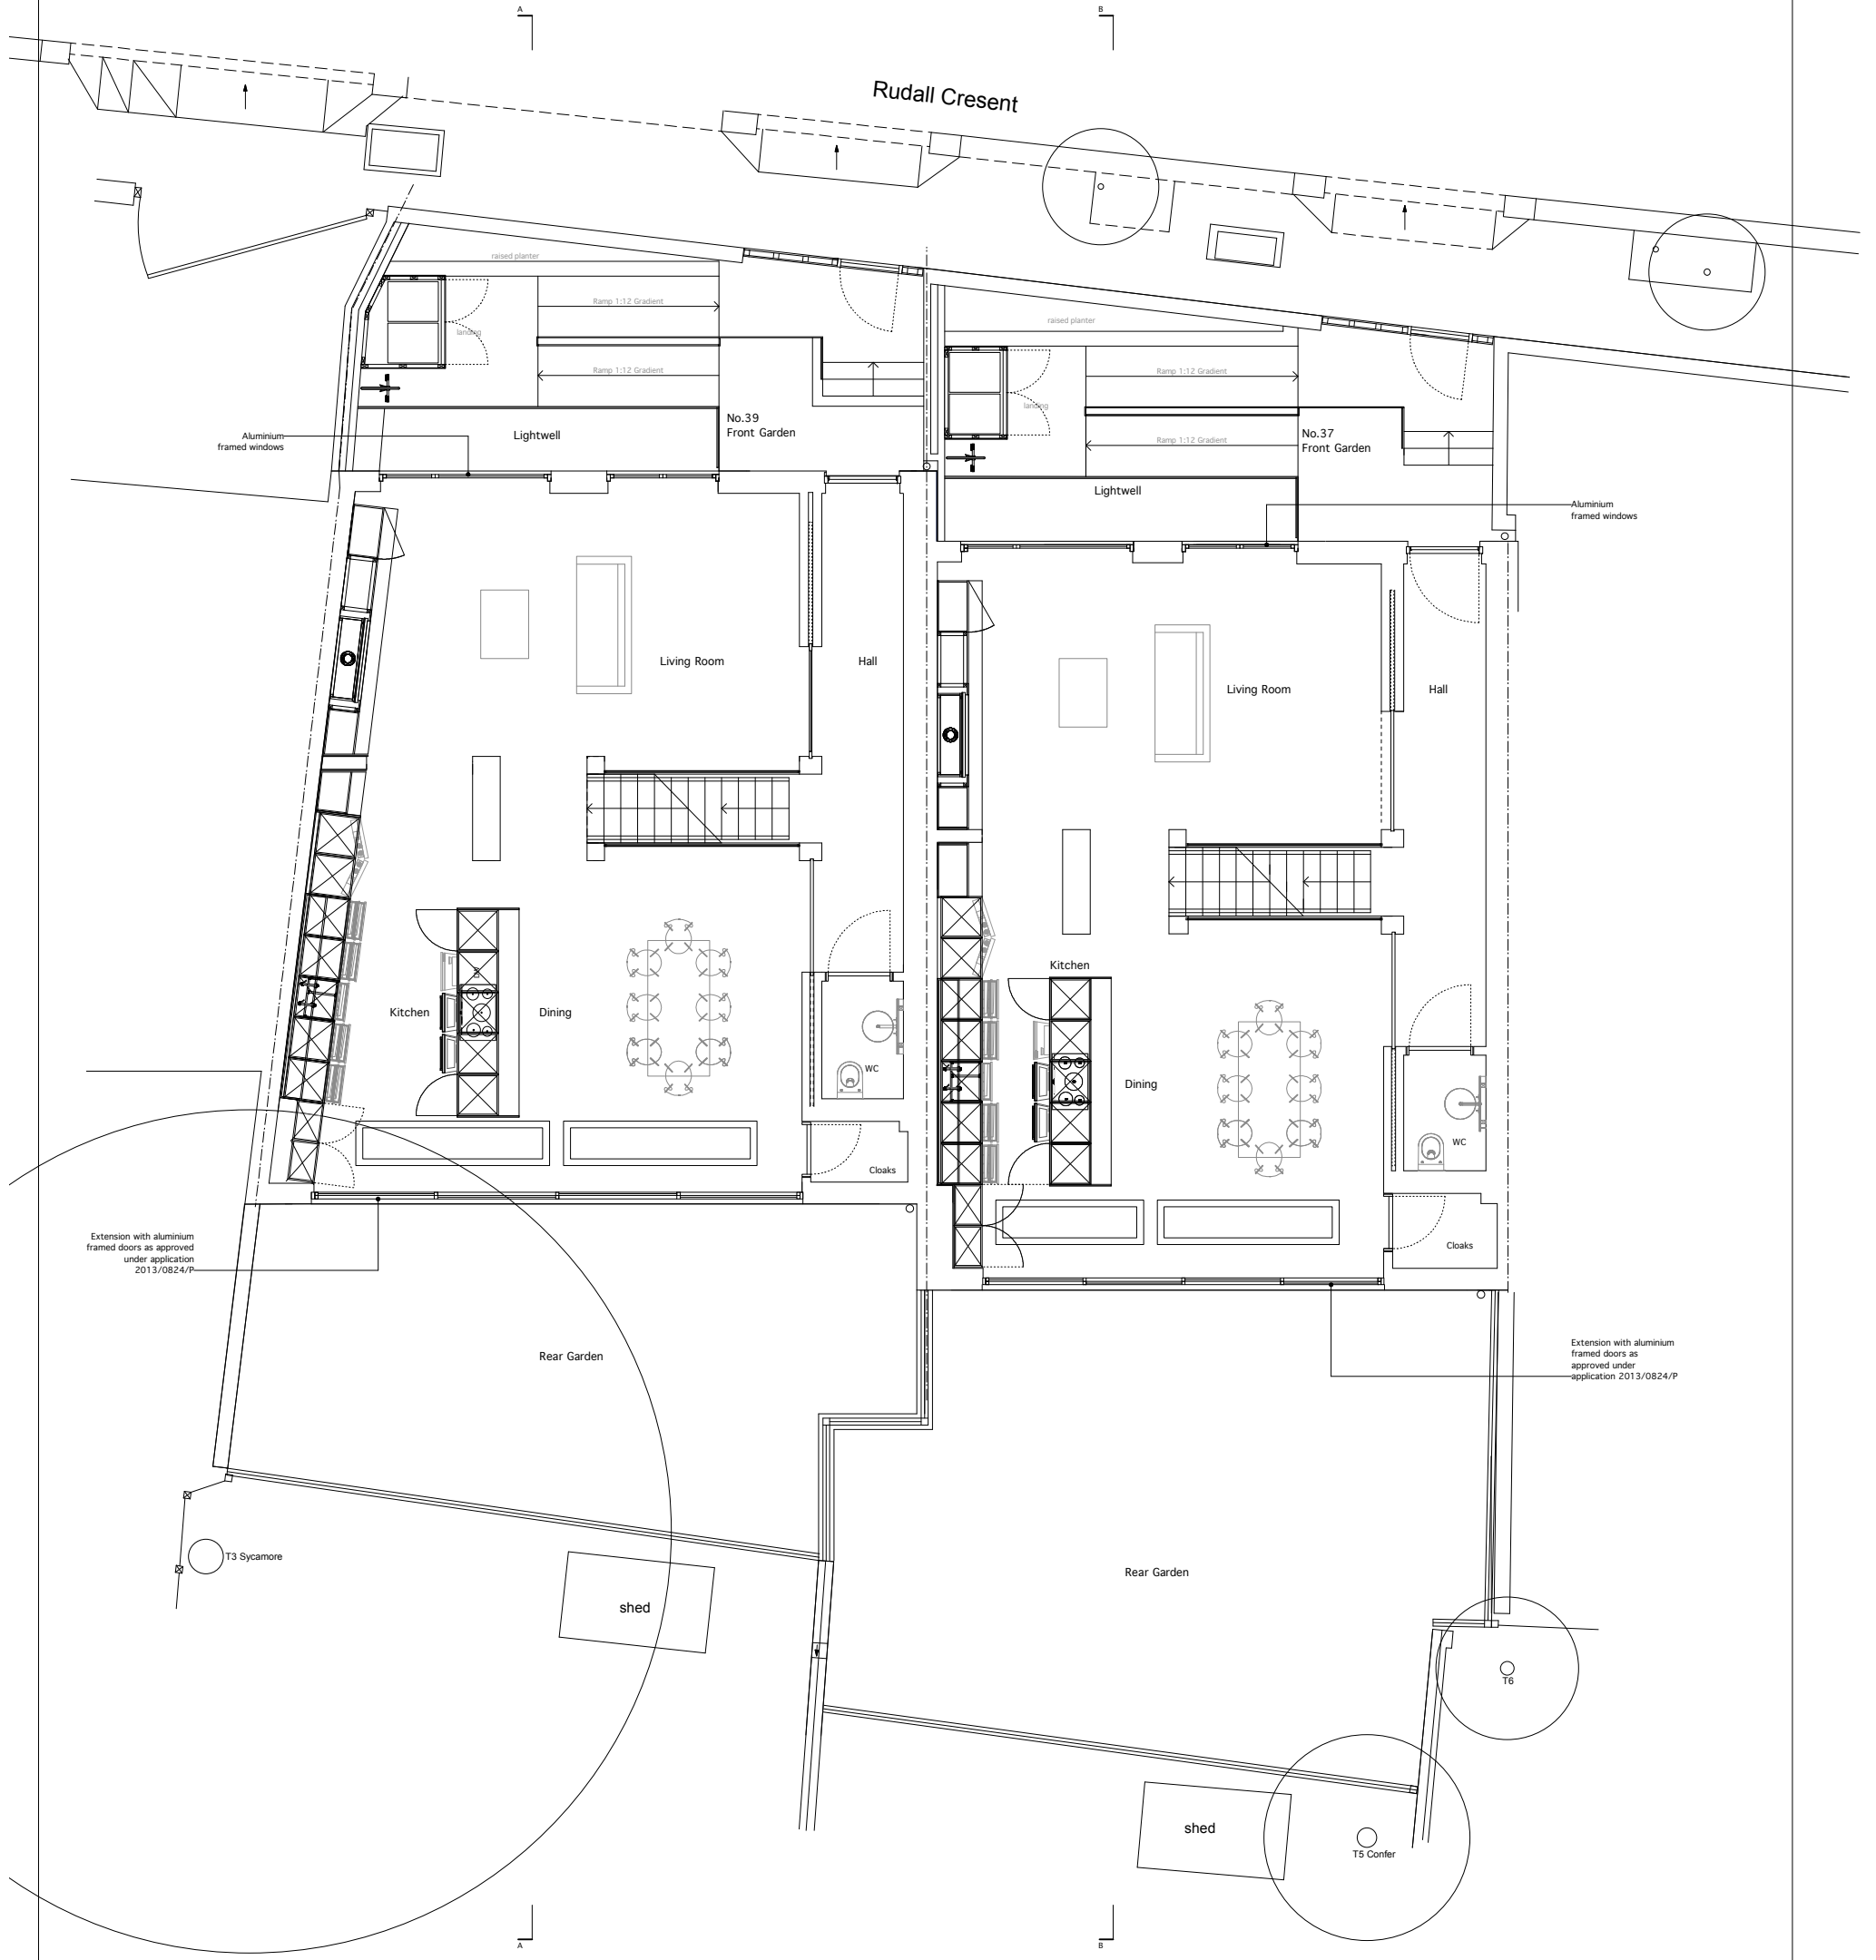 A
B
Rudall Cresent
raised planter
Ramp 1:12 Gradient
landing
Ramp 1:12 Gradient
raised planter
Ramp 1:12 Gradient
landing
Ramp 1:12 Gradient
No.39
Front Garden
Lightwell
Aluminium
framed windows
No.37
Front Garden
Lightwell
Aluminium
framed windows
Living Room
Hall
Living Room
Hall
Kitchen
Dining
WC
Cloaks
Kitchen
Dining
WC
Cloaks
Extension with aluminium
framed doors as approved
under application
2013/0824/P
Extension with aluminium
framed doors as
approved under
application 2013/0824/P
Rear Garden
Rear Garden
T3 Sycamore
shed
T6
shed
T5 Confer
A
B